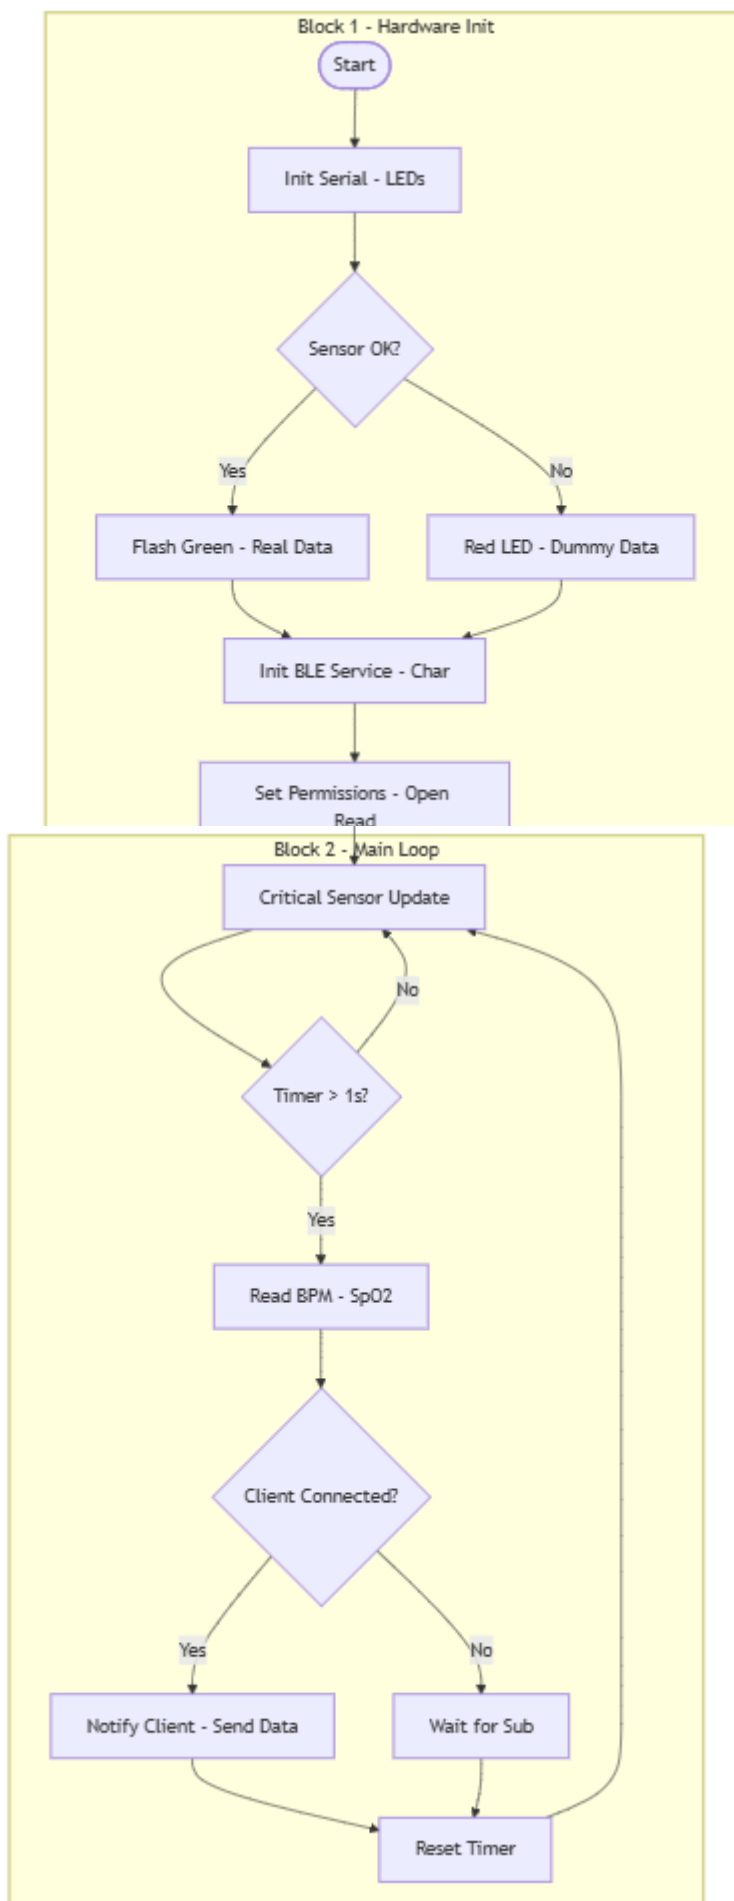 Block 1 - Hardware Init
Start
Init Serial - LEDs
Sensor OK?
Yes
No
Flash Green - Real Data
Red LED - Dummy Data
Init BLE Service - Char
Set Permissions - Open
Read
Block 2 - Main Loop
Critical Sensor Update
No
Timer > 1s?
Yes
Read BPM - SpO2
Client Connected?
Yes
No
Notify Client - Send Data
Wait for Sub
Reset Timer